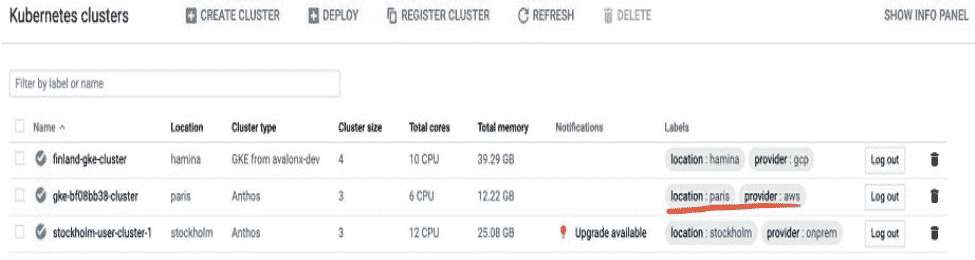 Kubernetes clusters CREATE CLUSTER DEPLOY REGISTER CLUSTER REFRESH DELETE SHOW INFO PANEL
Filter by label or name
Name Location Cluster type Cluster size Total cores Total memory Notifications Labels
finland-gke-cluster hamina GKE from avalonx-dev 4 10 CPU 39.29 GB location : hamina provider : gcp Log out
gke-bf08bb38-cluster paris Anthos 3 6 CPU 12.22 GB location : paris provider : aws Log out
stockholm-user-cluster-1 stockholm Anthos 3 12 CPU 25.08 GB Upgrade available location : stockholm provider : onprem Log out